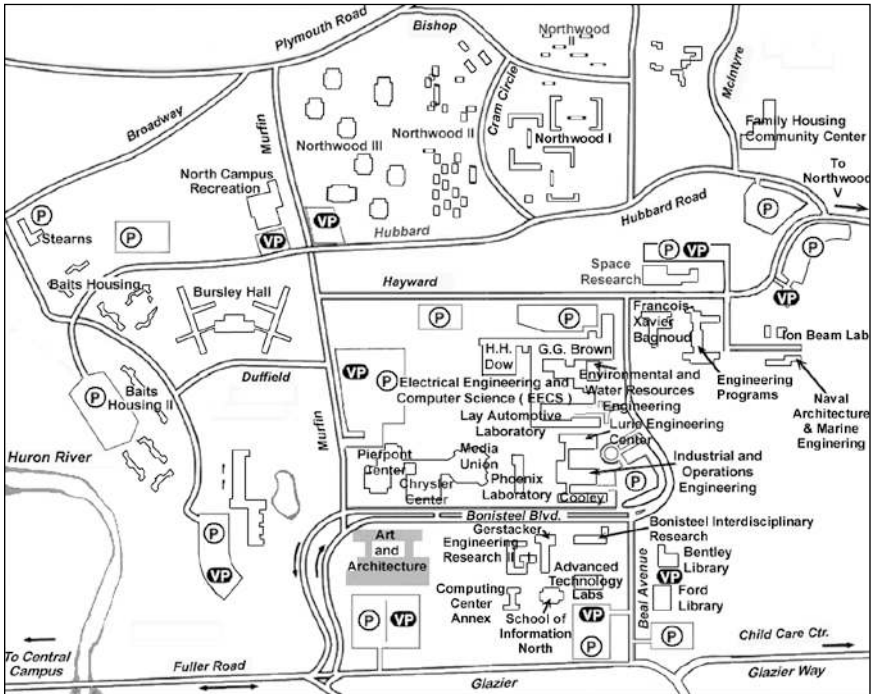 Plymouth Road
Bishop
Northwood
II
McIntyre
Broadway
Murfin
Cram Circle
Northwood II
Northwood III
Northwood I
Family Housing
Community Center
To
Northwood
V
North Campus
Recreation
P
Stearns
P
VP
VP
Hubbard
Hubbard Road
P
P
VP
P
Space
Research
VP
Hayward
Baits Housing
Bursley Hall
P
P
Francois-
Xavier
Bagnoud
Ion Beam Lab
H.H.
Dow
G.G. Brown
VP
P
Environmental and
Water Resources
Engineering
Electrical Engineering and
Computer Science ( EECS )
Engineering
Programs
Naval
Architecture
& Marine
Enginering
Duffield
P
Baits
Housing II
Murfin
Lay Automotive
Laboratory
Lurie Engineering
Center
Huron River
Pierpont
Center
Media
Union
Chrysler
Center
Phoenix
Laboratory
Cooley
P
Industrial and
Operations
Engineering
Bonisteel Blvd.
P
VP
Art
and
Architecture
Gerstacker
Engineering
Research II
Bonisteel Interdisciplinary
Research
Advanced
Technology
Labs
Beal Avenue
Bentley
Library
VP
Ford
Library
Computing
Center
Annex
School of
Information
North
P
VP
VP
P
P
To Central
Campus
Fuller Road
Glazier
Child Care Ctr.
Glazier Way